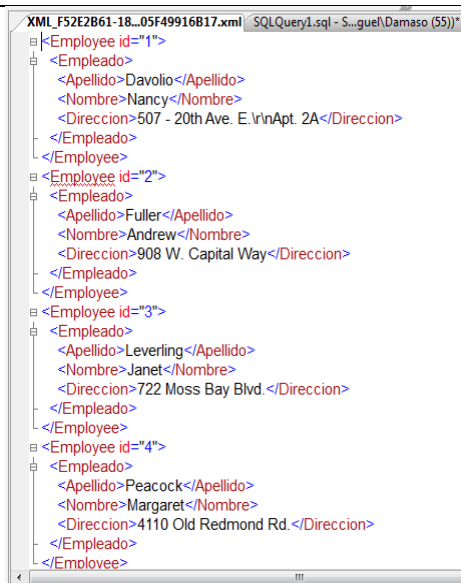 XML_F52E2B61-18...05F49916B17.xml SQLQuery1.sql - S...guel\Damaso (55))*
<Employee id="1">
<Empleado>
<Apellido>Davolio</Apellido>
<Nombre>Nancy</Nombre>
<Direccion>507 - 20th Ave. E.\r\nApt. 2A</Direccion>
</Empleado>
</Employee>
<Employee id="2">
<Empleado>
<Apellido>Fuller</Apellido>
<Nombre>Andrew</Nombre>
<Direccion>908 W. Capital Way</Direccion>
</Empleado>
</Employee>
<Employee id="3">
<Empleado>
<Apellido>Leverling</Apellido>
<Nombre>Janet</Nombre>
<Direccion>722 Moss Bay Blvd.</Direccion>
</Empleado>
</Employee>
<Employee id="4">
<Empleado>
<Apellido>Peacock</Apellido>
<Nombre>Margaret</Nombre>
<Direccion>4110 Old Redmond Rd.</Direccion>
</Empleado>
</Employee>